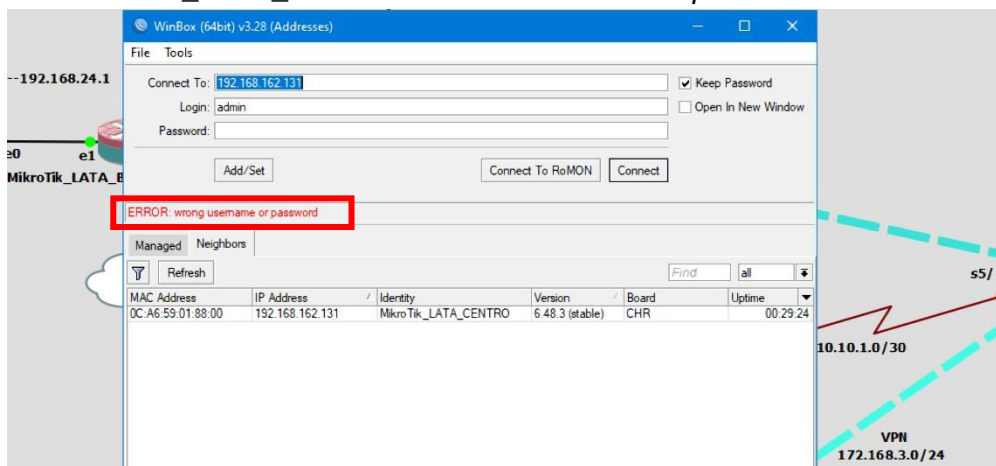 WinBox (64bit) v3.28 (Addresses)
File Tools
--192.168.24.1
Connect To: 192.168.162.131
Keep Password
Login: admin
Open In New Window
Password:
e0 e1
MikroTik_LATA_B
Add/Set
Connect To RoMON
Connect
ERROR: wrong username or password
Managed Neighbors
Refresh
Find
all
s5/
MAC Address IP Address Identity Version Board Uptime
0C:A6:59:01:88:00 192.168.162.131 MikroTik_LATA_CENTRO 6.48.3 (stable) CHR 00:29:24
10.10.1.0/30
VPN
172.168.3.0/24